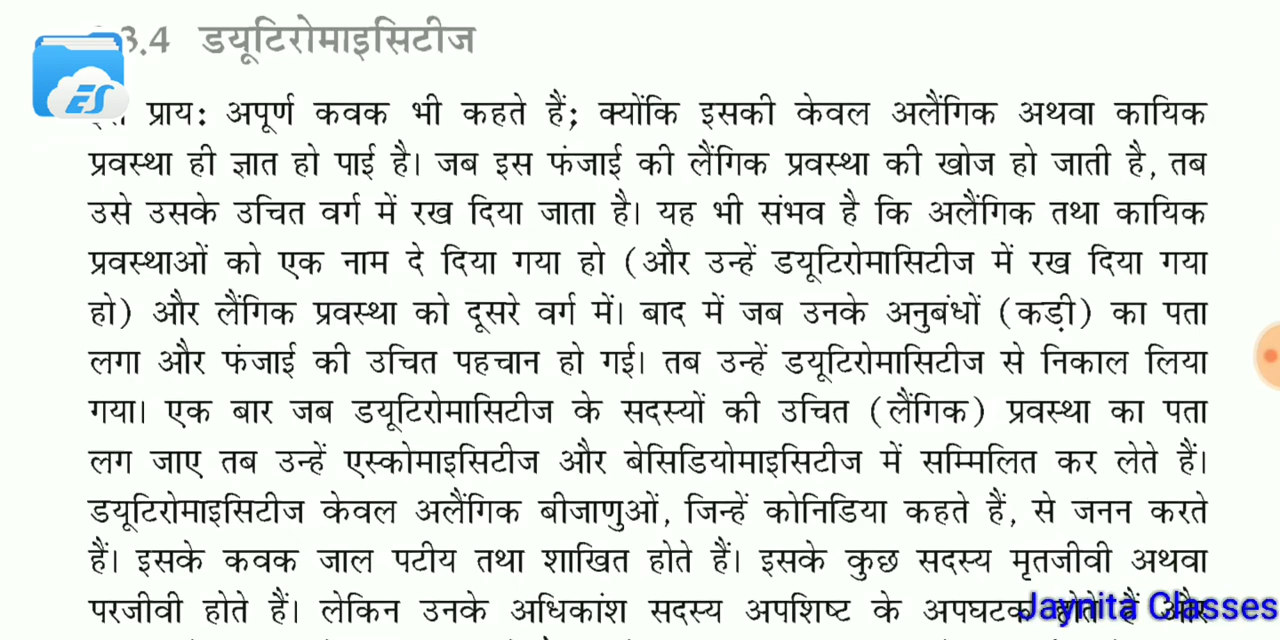 3.4 डयूटिरोमाइसिटीज
ES
प्राय: अपूर्ण कवक भी कहते हैं; क्योंकि इसकी केवल अलैंगिक अथवा कायिक
प्रवस्था ही ज्ञात हो पाई है। जब इस फंजाई की लैंगिक प्रवस्था की खोज हो जाती है, तब
उसे उसके उचित वर्ग में रख दिया जाता है। यह भी संभव है कि अलैंगिक तथा कायिक
प्रवस्थाओं को एक नाम दे दिया गया हो (और उन्हें डयूटिरोमासिटीज में रख दिया गया
हो) और लैंगिक प्रवस्था को दूसरे वर्ग में। बाद में जब उनके अनुबंधों (कड़ी) का पता
लगा और फंजाई की उचित पहचान हो गई। तब उन्हें डयूटिरोमासिटीज से निकाल लिया
गया। एक बार जब डयूटिरोमासिटीज के सदस्यों की उचित (लैंगिक) प्रवस्था का पता
लग जाए तब उन्हें एस्कोमाइसिटीज और बेसिडियोमाइसिटीज में सम्मिलित कर लेते हैं।
डयूटिरोमाइसिटीज केवल अलैंगिक बीजाणुओं, जिन्हें कोनिडिया कहते हैं, से जनन करते
हैं। इसके कवक जाल पटीय तथा शाखित होते हैं। इसके कुछ सदस्य मृतजीवी अथवा
परजीवी होते हैं। लेकिन उनके अधिकांश सदस्य अपशिष्ट के अपघटक होते हैं और
Jaynita Classes